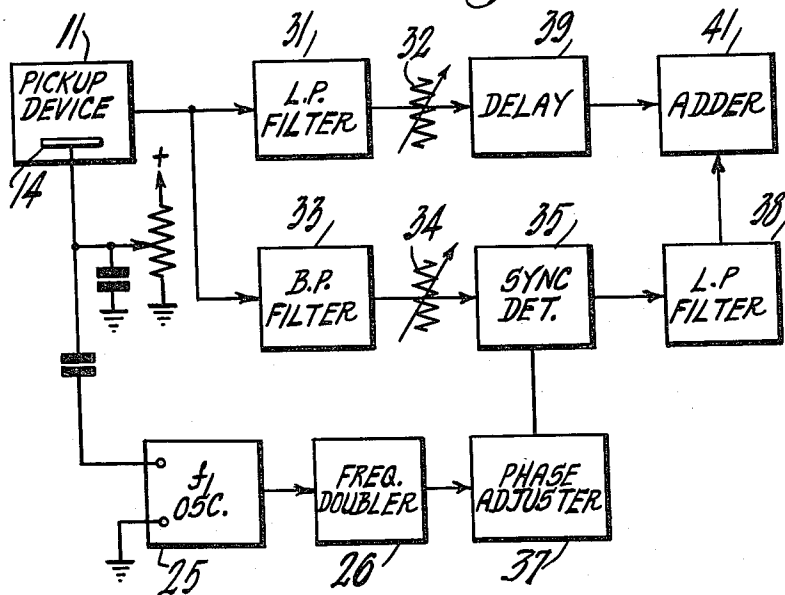 11
31
32
39
41
PICKUP
DEVICE
L.P.
FILTER
DELAY
ADDER
14
+
33
34
35
38
B.P.
FILTER
SYNC
DET.
L.P
FILTER
f1
OSC.
FREQ.
DOUBLER
PHASE
ADJUSTER
25
26
37